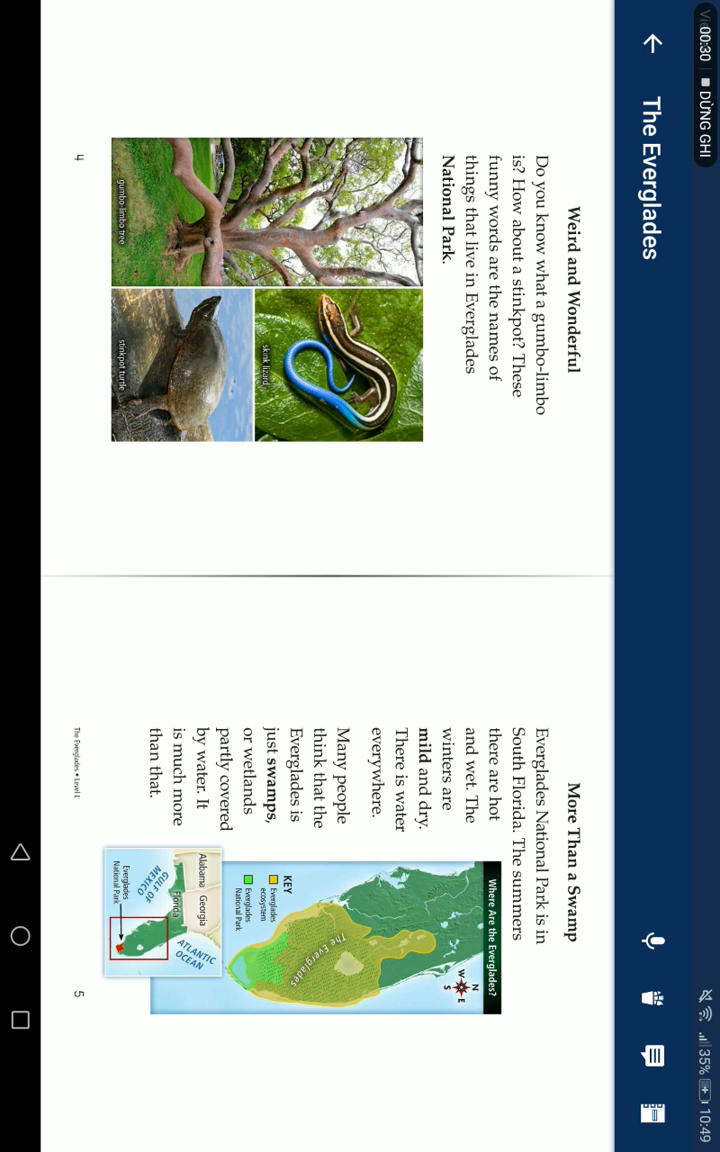 00:30 ■ DỪNG GHI
35% 10:49
The Everglades
Weird and Wonderful
Do you know what a gumbo-limbo
is? How about a stinkpot? These
funny words are the names of
things that live in Everglades
National Park.
gumbo-limbo tree
skink lizard
stinkpot turtle
4
More Than a Swamp
Everglades National Park is in
South Florida. The summers
there are hot
and wet. The
winters are
mild and dry.
There is water
everywhere.
Many people
think that the
Everglades is
just swamps,
or wetlands
partly covered
by water. It
is much more
than that.
Where Are the Everglades?
N
W E
S
The Everglades
KEY
Everglades
ecosystem
Everglades
National Park
Alabama
Georgia
Florida
GULF OF
MEXICO
ATLANTIC
OCEAN
Everglades
National Park
The Everglades • Level L
5